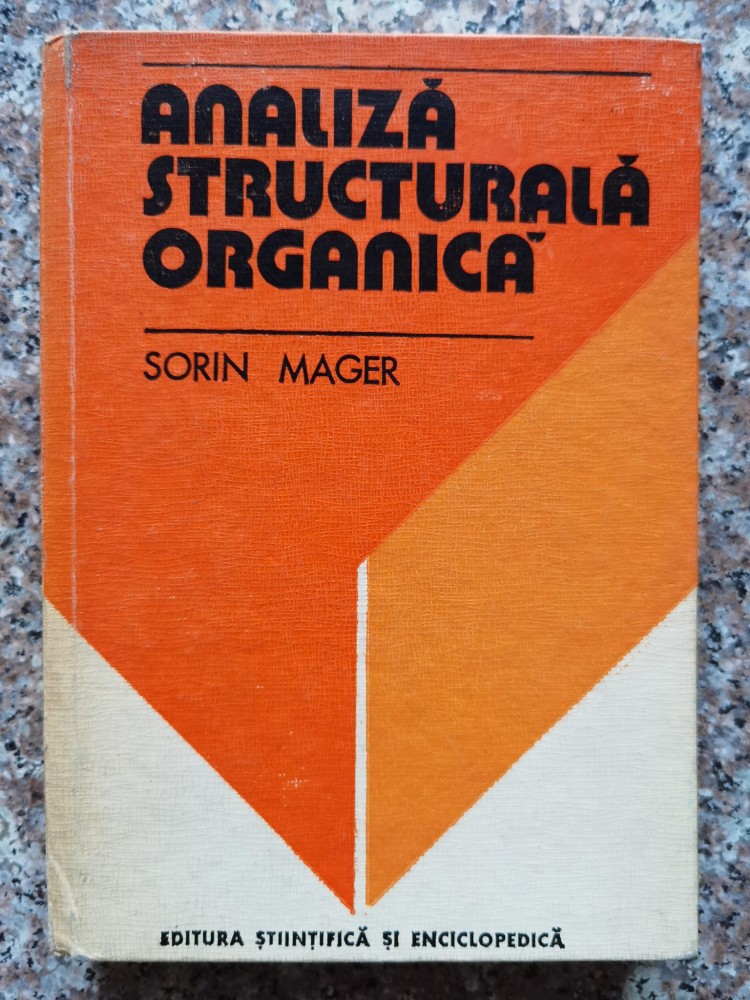 ANALIZĂ
STRUCTURALĂ
ORGANICĂ
SORIN MAGER
EDITURA ȘTIINȚIFICĂ ȘI ENCICLOPEDICĂ